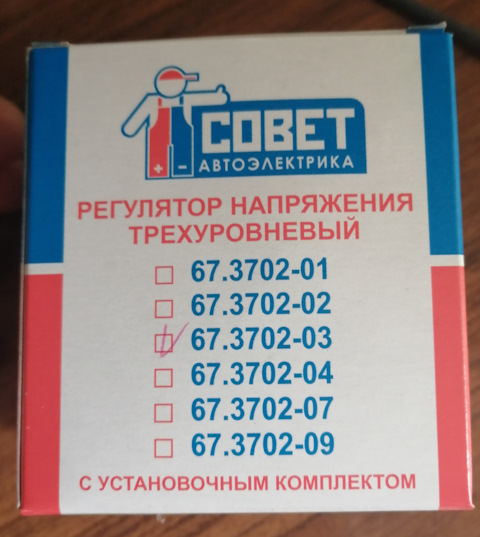 СОВЕТ
АВТОЭЛЕКТРИКА
РЕГУЛЯТОР НАПРЯЖЕНИЯ
ТРЕХУРОВНЕВЫЙ
67.3702-01
67.3702-02
67.3702-03
67.3702-04
67.3702-07
67.3702-09
С УСТАНОВОЧНЫМ КОМПЛЕКТОМ